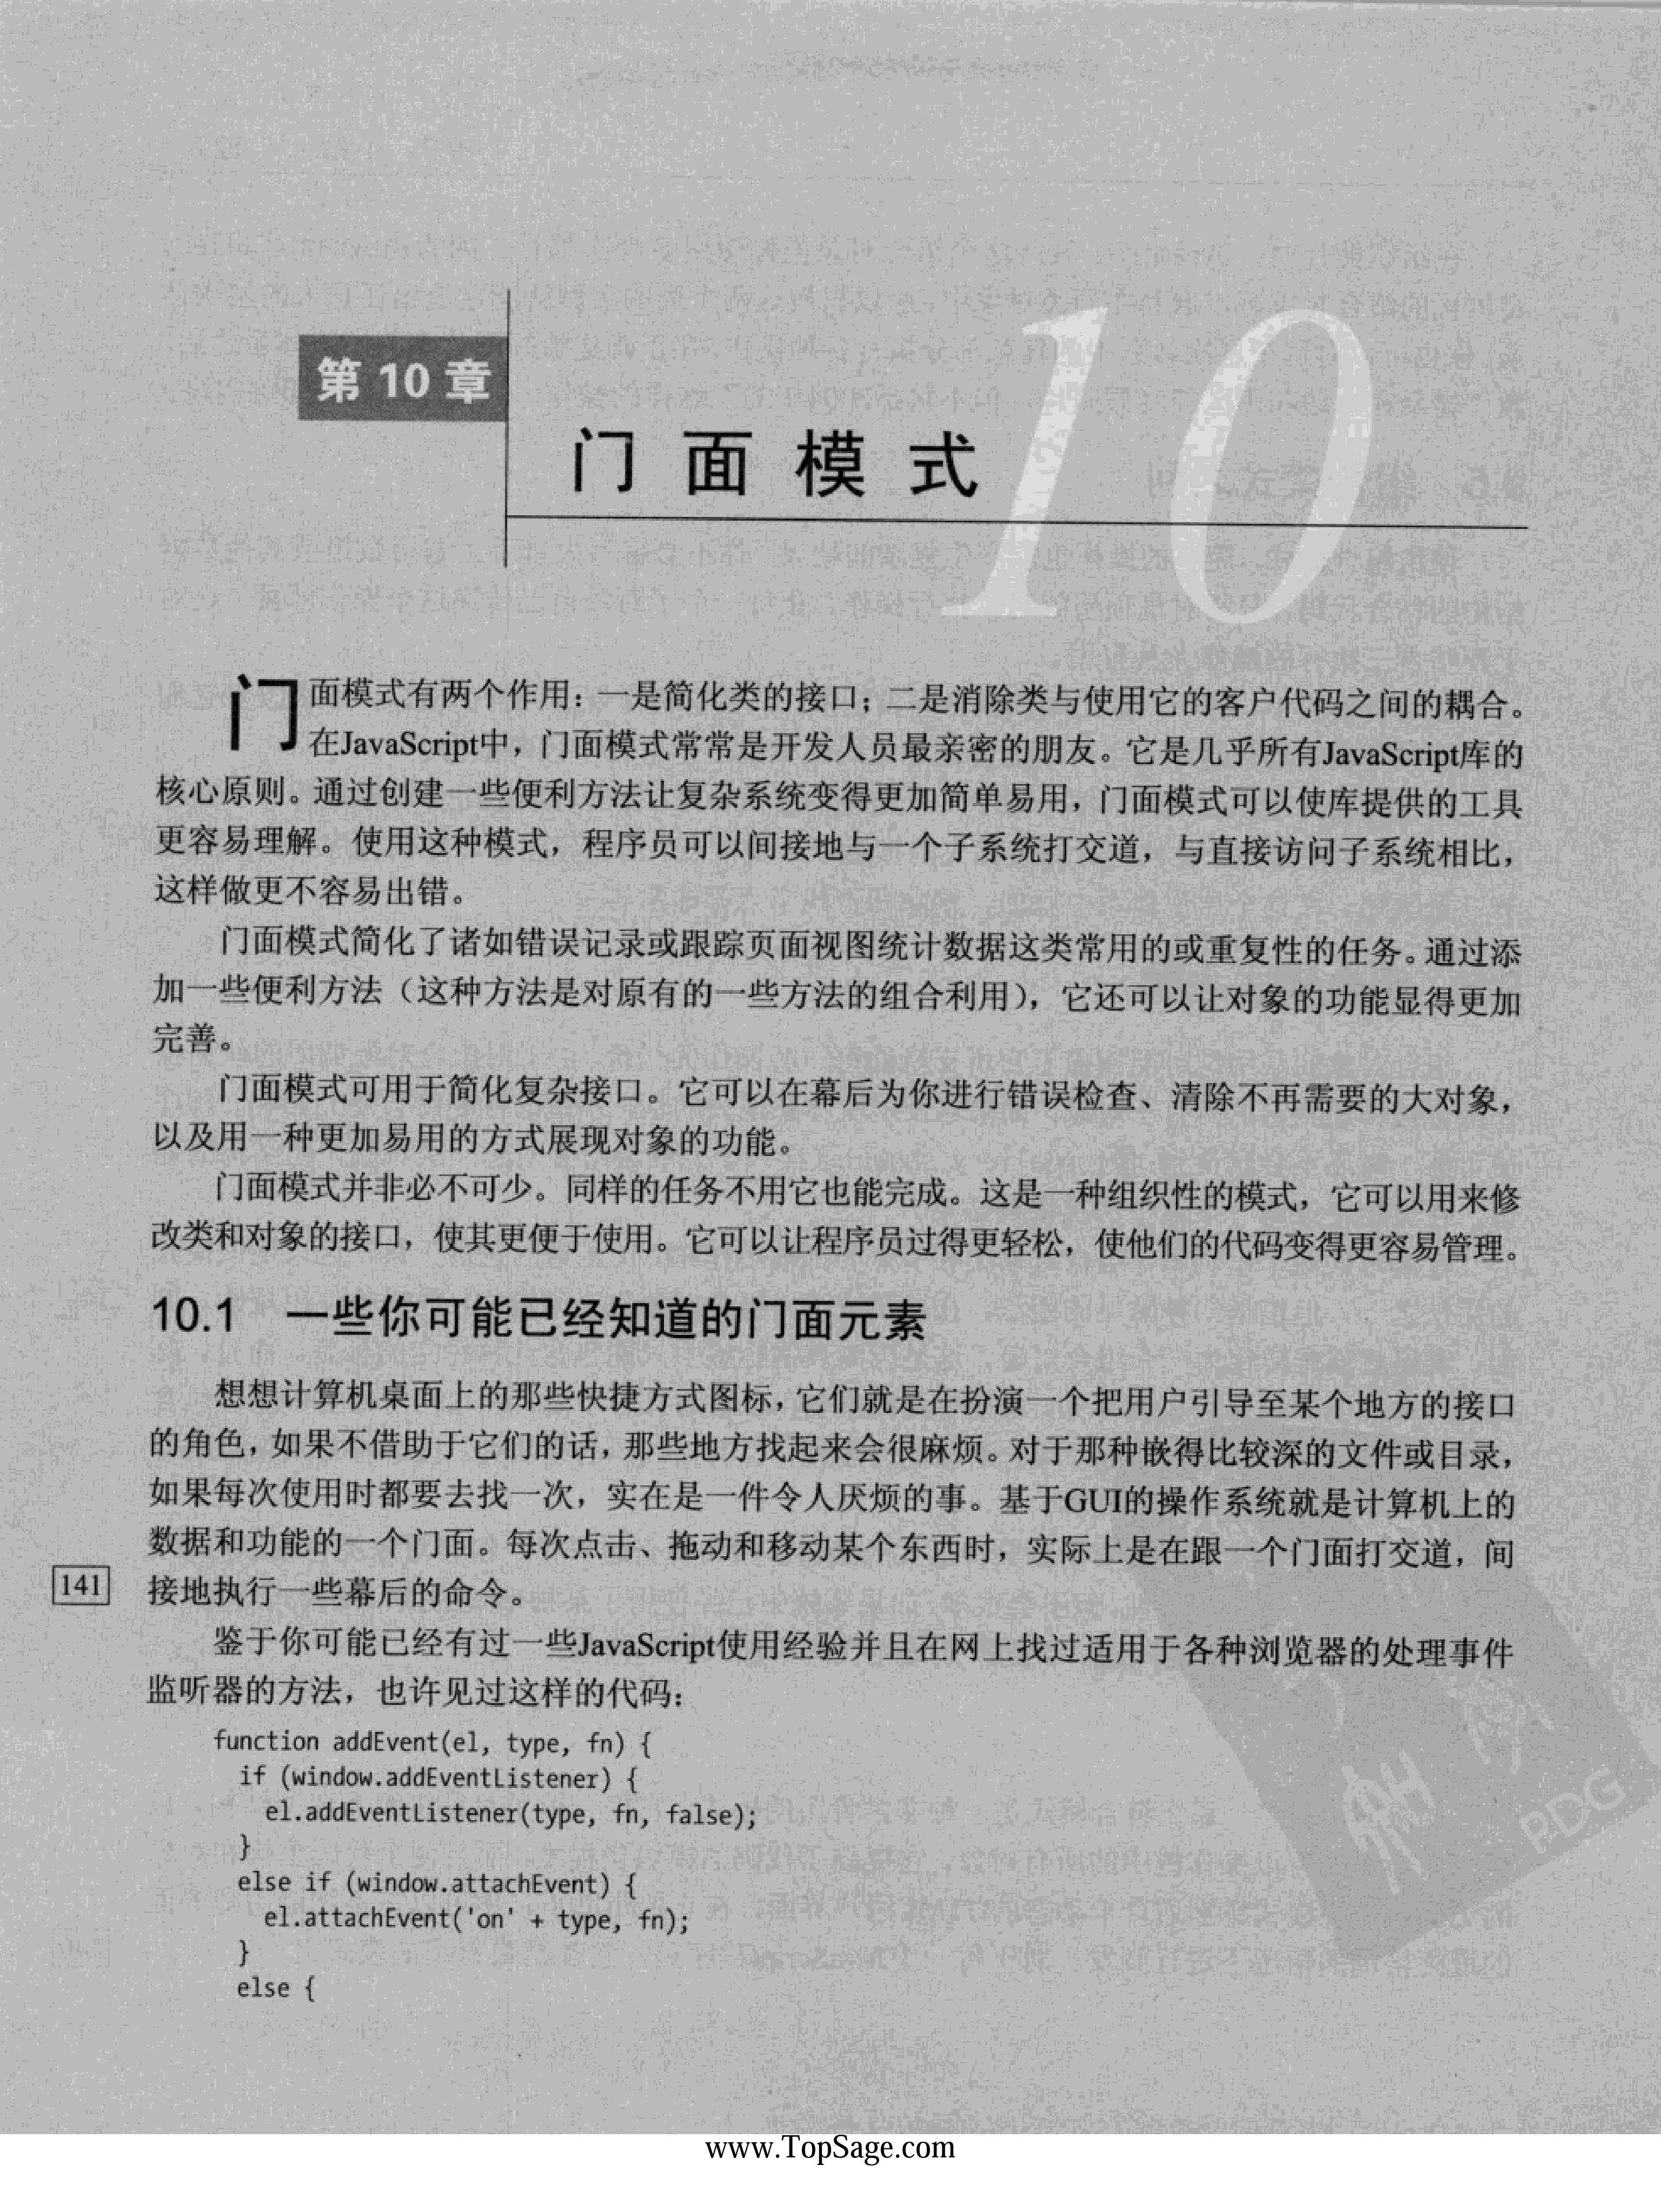 第 10 章
10
门 面 模 式
门面模式有两个作用：一是简化类的接口；二是消除类与使用它的客户代码之间的耦合。
在JavaScript中，门面模式常常是开发人员最亲密的朋友。它是几乎所有JavaScript库的
核心原则。通过创建一些便利方法让复杂系统变得更加简单易用，门面模式可以使库提供的工具
更容易理解。使用这种模式，程序员可以间接地与一个子系统打交道，与直接访问子系统相比，
这样做更不容易出错。
门面模式简化了诸如错误记录或跟踪页面视图统计数据这类常用的或重复性的任务。通过添
加一些便利方法（这种方法是对原有的一些方法的组合利用），它还可以让对象的功能显得更加
完善。
门面模式可用于简化复杂接口。它可以在幕后为你进行错误检查、清除不再需要的大对象，
以及用一种更加易用的方式展现对象的功能。
门面模式并非必不可少。同样的任务不用它也能完成。这是一种组织性的模式，它可以用来修
改类和对象的接口，使其更便于使用。它可以让程序员过得更轻松，使他们的代码变得更容易管理。
10.1 一些你可能已经知道的门面元素
想想计算机桌面上的那些快捷方式图标，它们就是在扮演一个把用户引导至某个地方的接口
的角色，如果不借助于它们的话，那些地方找起来会很麻烦。对于那种嵌得比较深的文件或目录，
如果每次使用时都要去找一次，实在是一件令人厌烦的事。基于GUI的操作系统就是计算机上的
数据和功能的一个门面。每次点击、拖动和移动某个东西时，实际上是在跟一个门面打交道，间
141 接地执行一些幕后的命令。
鉴于你可能已经有过一些JavaScript使用经验并且在网上找过适用于各种浏览器的处理事件
监听器的方法，也许见过这样的代码：
function addEvent(el, type, fn) {
if (window.addEventListener) {
el.addEventListener(type, fn, false);
}
else if (window.attachEvent) {
el.attachEvent('on' + type, fn);
}
else {
PDG
www.TopSage.com